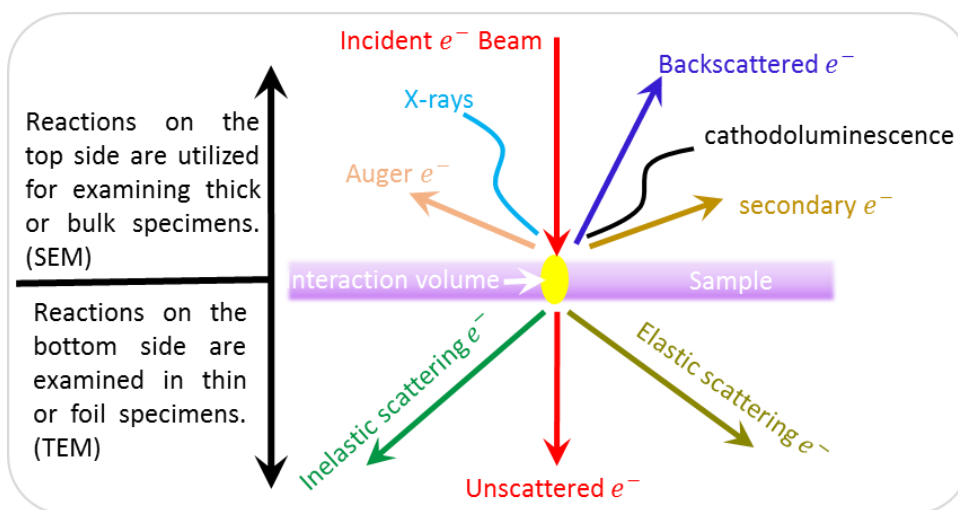 Incident e⁻ Beam
Backscattered e⁻
X-rays
cathodoluminescence
Auger e⁻
secondary e⁻
Reactions on the
top side are utilized
for examining thick
or bulk specimens.
(SEM)
Interaction volume
Sample
Reactions on the
bottom side are
examined in thin
or foil specimens.
(TEM)
Inelastic scattering e⁻
Elastic scattering e⁻
Unscattered e⁻